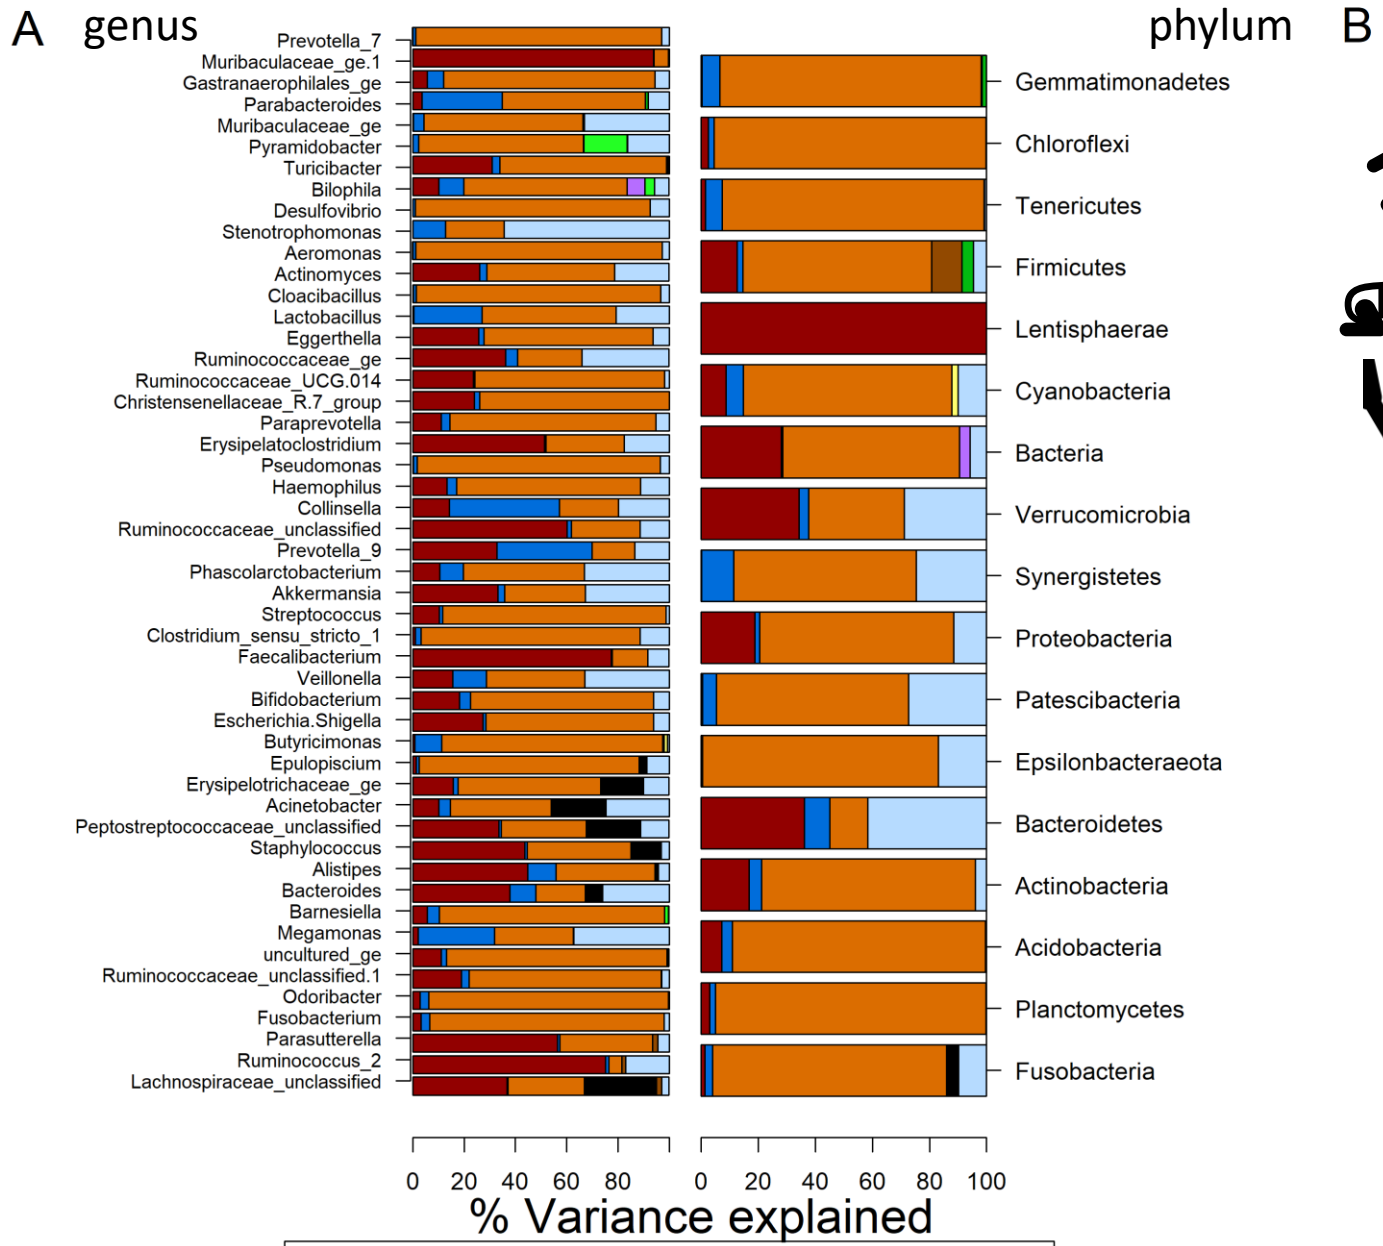 A genus phylum B
Prevotella_7
Muribaculaceae_ge.1
Gastranaerophilales_ge
Parabacteroides
Muribaculaceae_ge
Pyramidobacter
Turicibacter
Bilophila
Desulfovibrio
Stenotrophomonas
Aeromonas
Actinomyces
Cloacibacillus
Lactobacillus
Eggerthella
Ruminococcaceae_ge
Ruminococcaceae_UCG.014
Christensenellaceae_R.7_group
Paraprevotella
Erysipelatoclostridium
Pseudomonas
Haemophilus
Collinsella
Ruminococcaceae_unclassified
Prevotella_9
Phascolarctobacterium
Akkermansia
Streptococcus
Clostridium_sensu_stricto_1
Faecalibacterium
Veillonella
Bifidobacterium
Escherichia.Shigella
Butyricimonas
Epulopiscium
Erysipelotrichaceae_ge
Acinetobacter
Peptostreptococcaceae_unclassified
Staphylococcus
Alistipes
Bacteroides
Barnesiella
Megamonas
uncultured_ge
Ruminococcaceae_unclassified.1
Odoribacter
Fusobacterium
Parasutterella
Ruminococcus_2
Lachnospiraceae_unclassified
Gemmatimonadetes
Chloroflexi
Tenericutes
Firmicutes
Lentisphaerae
Cyanobacteria
Bacteria
Verrucomicrobia
Synergistetes
Proteobacteria
Patescibacteria
Epsilonbacteraeota
Bacteroidetes
Actinobacteria
Acidobacteria
Planctomycetes
Fusobacteria
0 20 40 60 80 0 20 40 60 80 100
% Variance explained